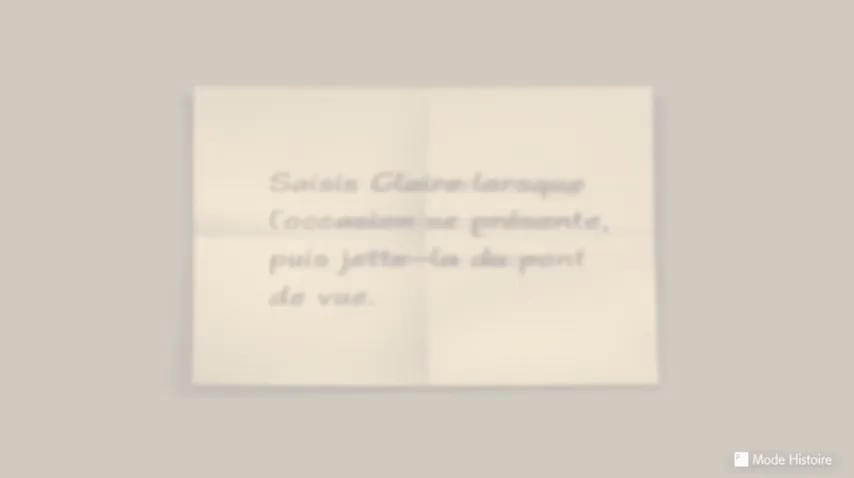 Saisis Claire lorsque
l'occasion se présente,
puis jette-la du pont
de vue.
Mode Histoire